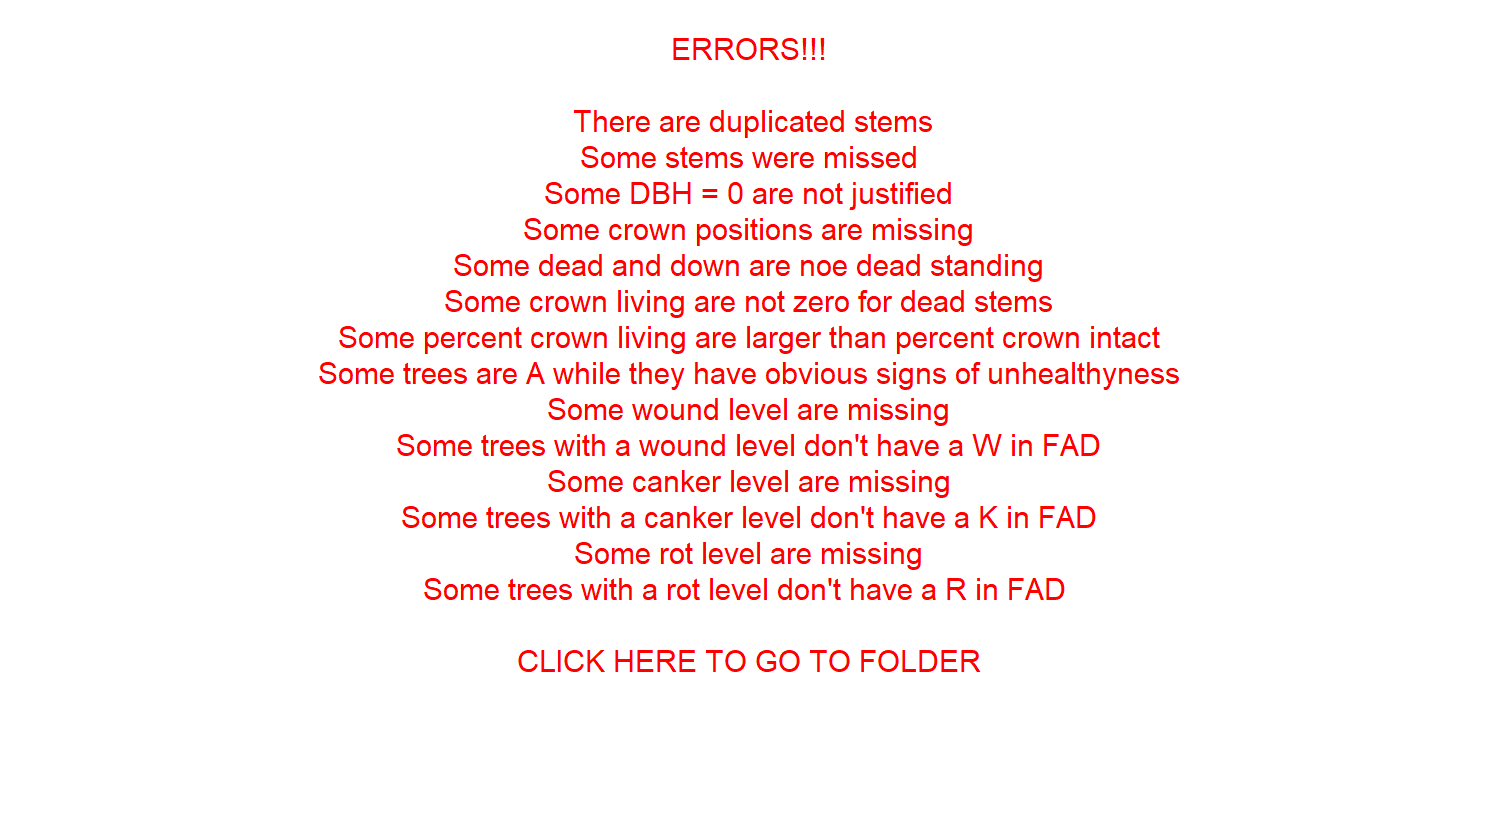 ERRORS!!!
There are duplicated stems
Some stems were missed
Some DBH = 0 are not justified
Some crown positions are missing
Some dead and down are noe dead standing
Some crown living are not zero for dead stems
Some percent crown living are larger than percent crown intact
Some trees are A while they have obvious signs of unhealthyness
Some wound level are missing
Some trees with a wound level don't have a W in FAD
Some canker level are missing
Some trees with a canker level don't have a K in FAD
Some rot level are missing
Some trees with a rot level don't have a R in FAD
CLICK HERE TO GO TO FOLDER